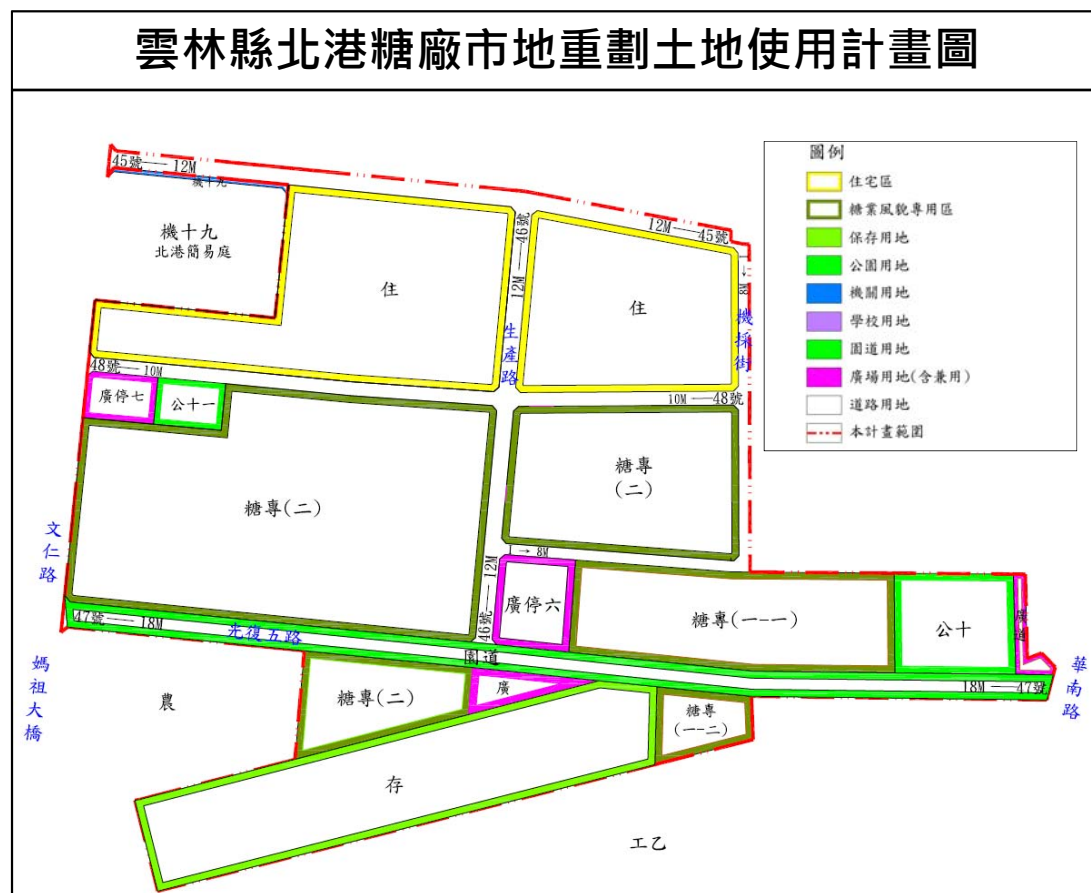 雲林縣北港糖廠市地重劃土地使用計畫圖
圖例
住宅區
糖業風貌專用區
保存用地
公園用地
機關用地
學校用地
園道用地
廣場用地(含兼用)
道路用地
本計畫範圍
45號── 12M
機十九
機十九
北港簡易庭
住
12M──46號
生產路
12M──45號
住
→ 8M
機採街
48號── 10M
10M ──48號
廣停七
公十一
糖專(二)
糖專
(二)
文仁路
→ 8M
46號── 12M
廣停六
糖專(一-一)
公十
廣道
47號── 18M
光復五路
園道
18M──47號
華南路
媽祖大橋
農
糖專(二)
廣
糖專
(一-二)
存
工乙